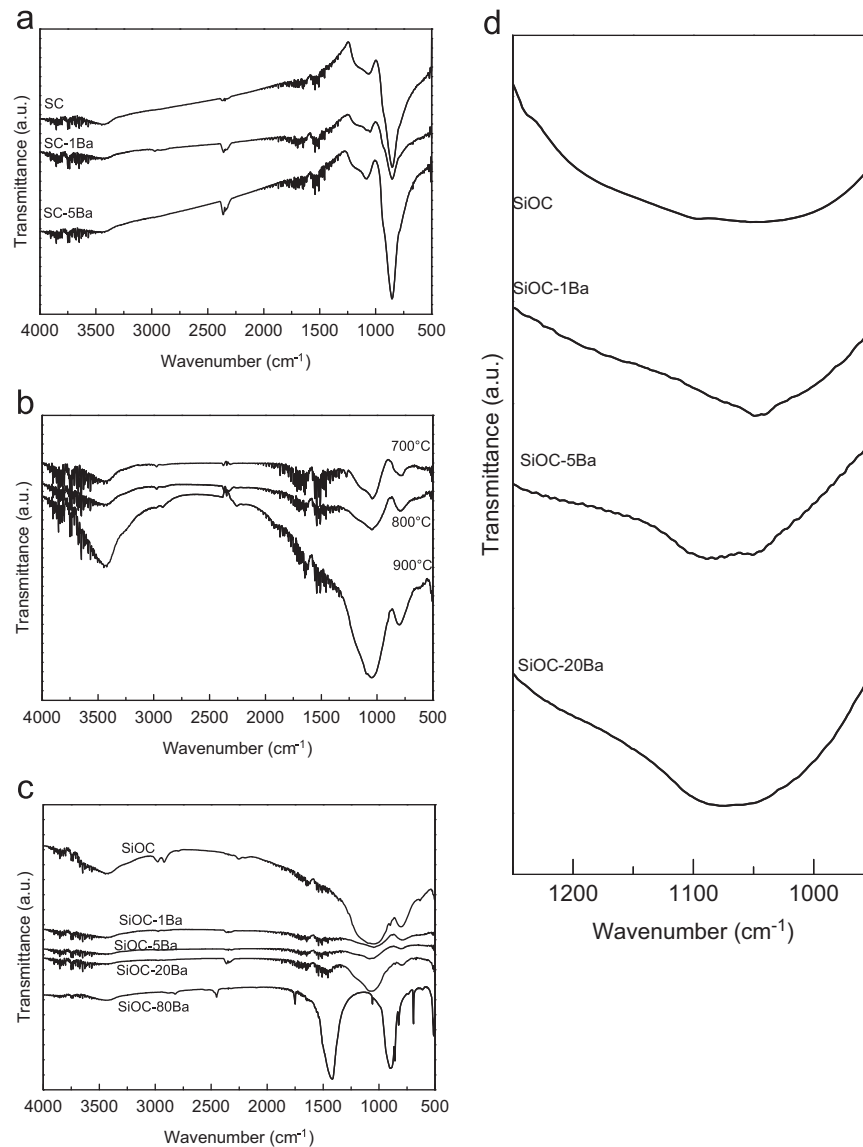 a
Transmittance (a.u.)
SC
SC-1Ba
SC-5Ba
4000 3500 3000 2500 2000 1500 1000 500
Wavenumber (cm-1)
b
Transmittance (a.u.)
700°C
800°C
900°C
4000 3500 3000 2500 2000 1500 1000 500
Wavenumber (cm-1)
c
Transmittance (a.u.)
SiOC
SiOC-1Ba
SiOC-5Ba
SiOC-20Ba
SiOC-80Ba
4000 3500 3000 2500 2000 1500 1000 500
Wavenumber (cm-1)
d
Transmittance (a.u.)
SiOC
SiOC-1Ba
SiOC-5Ba
SiOC-20Ba
1200 1100 1000
Wavenumber (cm-1)